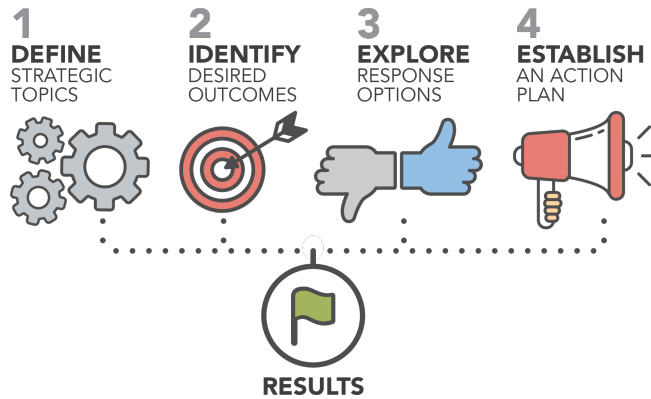 1
DEFINE
STRATEGIC
TOPICS
2
IDENTIFY
DESIRED
OUTCOMES
3
EXPLORE
RESPONSE
OPTIONS
4
ESTABLISH
AN ACTION
PLAN
RESULTS